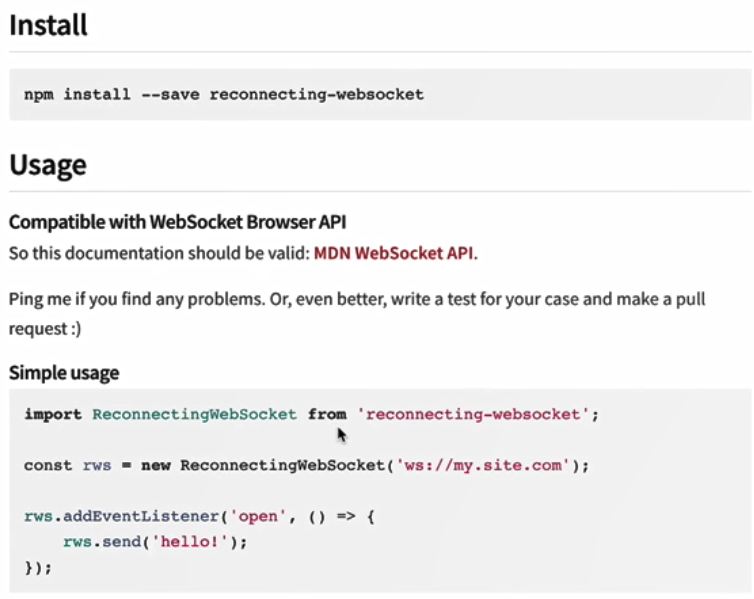 Install
npm install --save reconnecting-websocket
Usage
Compatible with WebSocket Browser API
So this documentation should be valid: MDN WebSocket API.
Ping me if you find any problems. Or, even better, write a test for your case and make a pull
request :)
Simple usage
import ReconnectingWebSocket from 'reconnecting-websocket';
const rws = new ReconnectingWebSocket('ws://my.site.com');
rws.addEventListener('open', () => {
    rws.send('hello!');
});